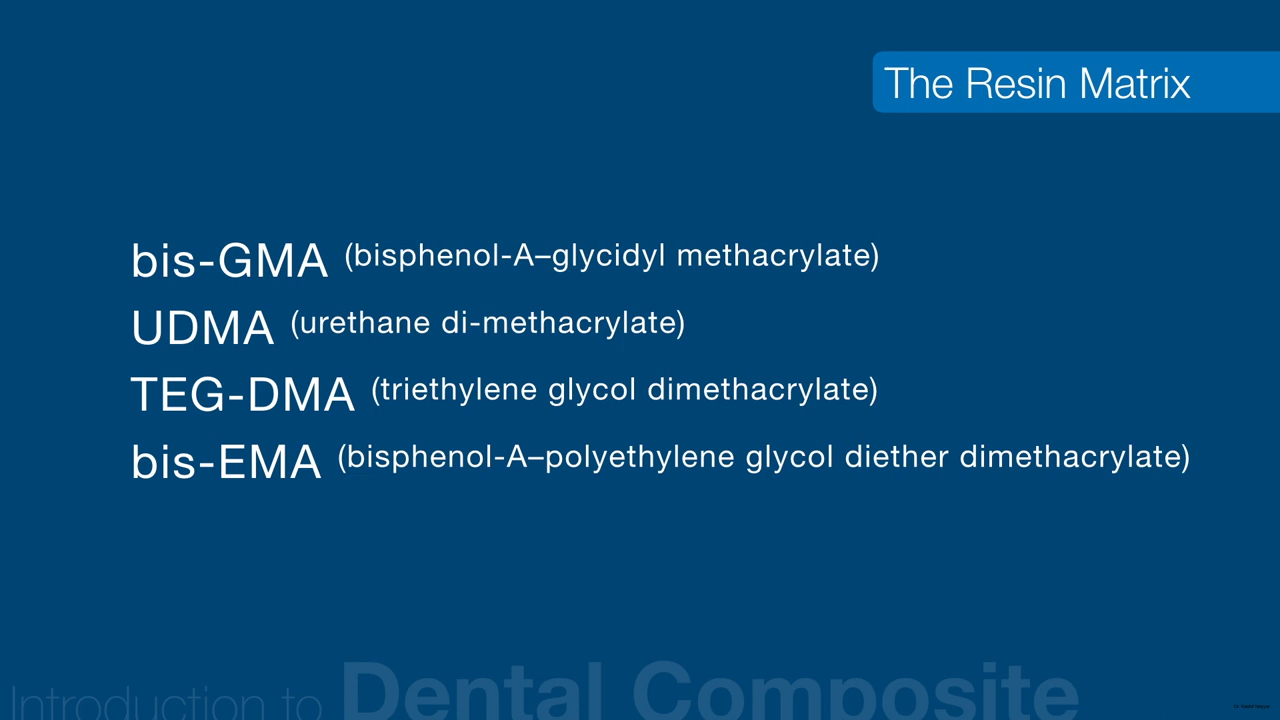 The Resin Matrix
bis-GMA (bisphenol-A–glycidyl methacrylate)
UDMA (urethane di-methacrylate)
TEG-DMA (triethylene glycol dimethacrylate)
bis-EMA (bisphenol-A–polyethylene glycol diether dimethacrylate)
Introduction to Dental Composite